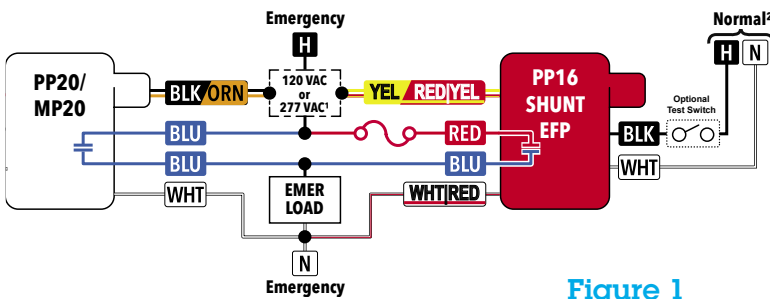 Emergency
H
Normal²
H N
PP20/
MP20
BLK/ORN
120 VAC
or
277 VAC¹
YEL RED|YEL
PP16
SHUNT
EFP
Optional
Test Switch
BLU
RED
BLK
BLU
BLU
WHT
WHT
EMER
LOAD
WHT|RED
N
Emergency
Figure 1